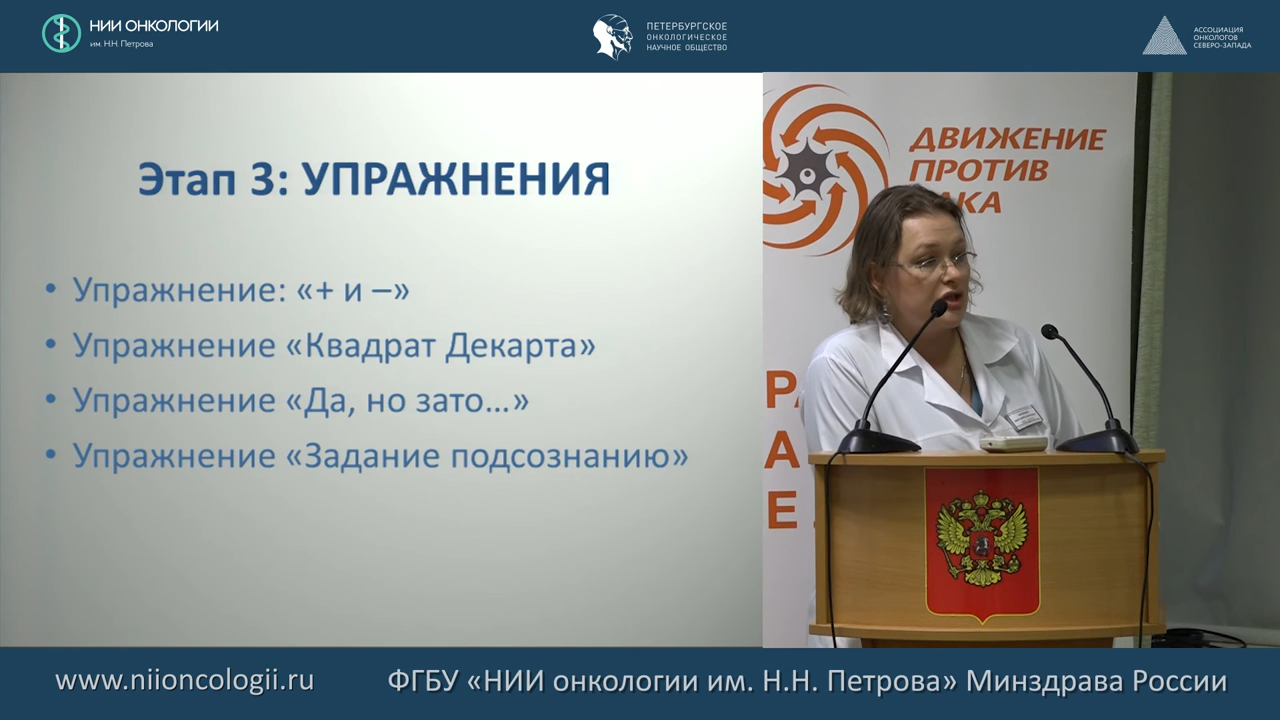 НИИ ОНКОЛОГИИ
им. Н.Н. Петрова
ПЕТЕРБУРГСКОЕ
ОНКОЛОГИЧЕСКОЕ
НАУЧНОЕ ОБЩЕСТВО
АССОЦИАЦИЯ
ОНКОЛОГОВ
СЕВЕРО-ЗАПАДА
Этап 3: УПРАЖНЕНИЯ
• Упражнение: «+ и –»
• Упражнение «Квадрат Декарта»
• Упражнение «Да, но зато…»
• Упражнение «Задание подсознанию»
ДВИЖЕНИЕ
ПРОТИВ
АКА
Р
А
Е
www.niioncologii.ru
ФГБУ «НИИ онкологии им. Н.Н. Петрова» Минздрава России